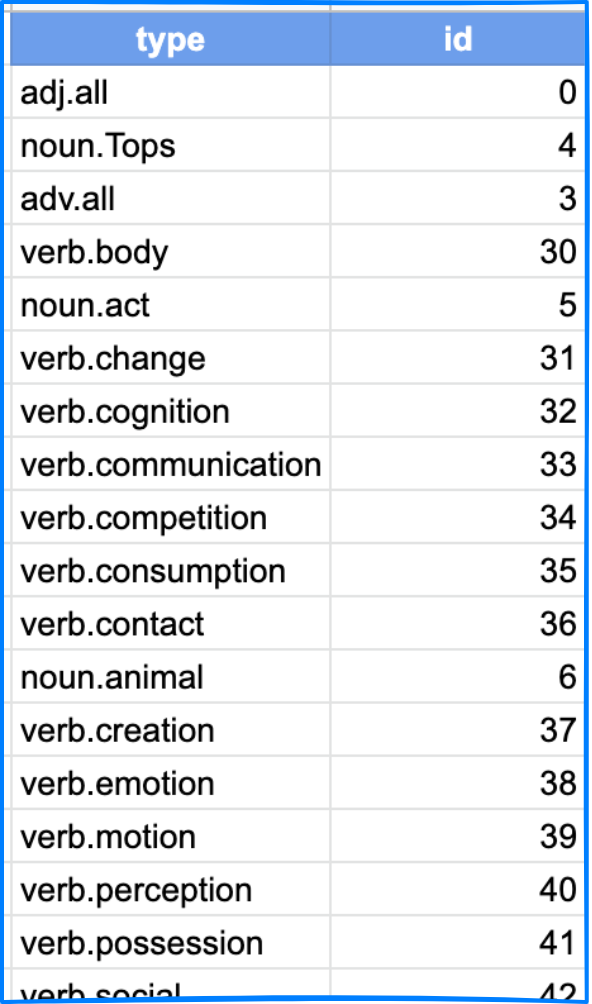 type id
adj.all 0
noun.Tops 4
adv.all 3
verb.body 30
noun.act 5
verb.change 31
verb.cognition 32
verb.communication 33
verb.competition 34
verb.consumption 35
verb.contact 36
noun.animal 6
verb.creation 37
verb.emotion 38
verb.motion 39
verb.perception 40
verb.possession 41
verb.social 42